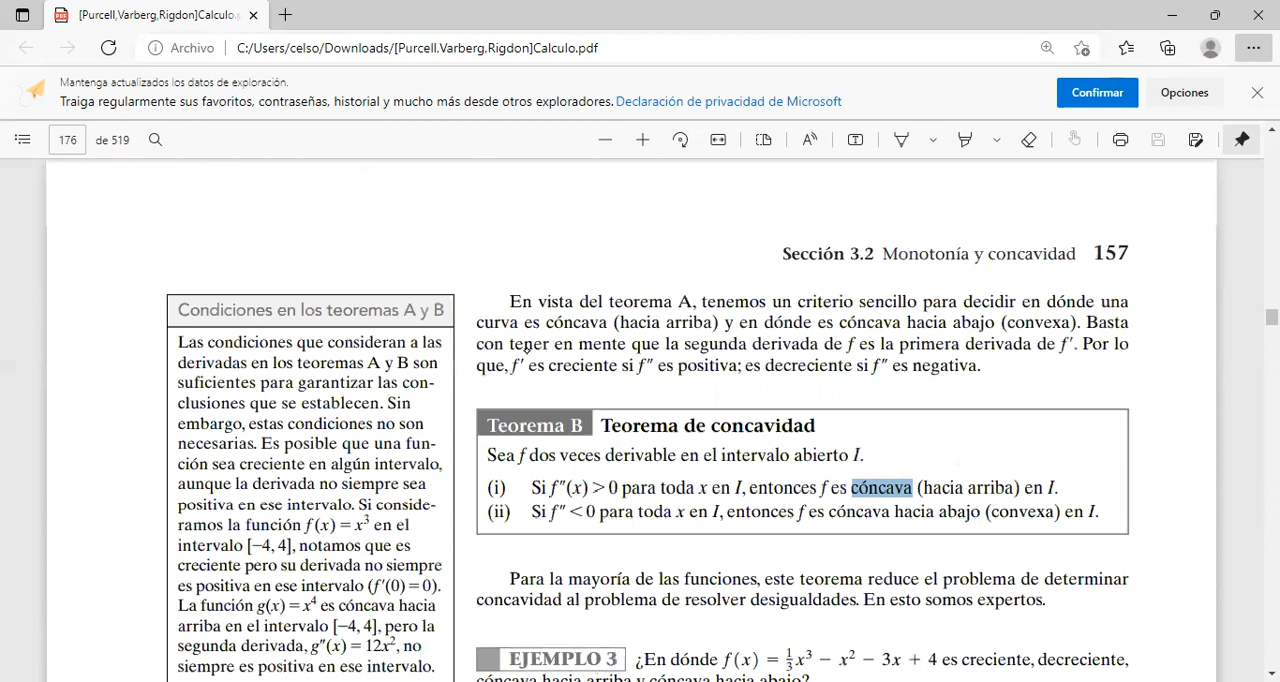 [Purcell,Varberg,Rigdon]Calculo.p
Archivo C:/Users/celso/Downloads/[Purcell,Varberg,Rigdon]Calculo.pdf
Mantenga actualizados los datos de exploración.
Traiga regularmente sus favoritos, contraseñas, historial y mucho más desde otros exploradores. Declaración de privacidad de Microsoft
Confirmar
Opciones
176 de 519
Sección 3.2 Monotonía y concavidad 157
Condiciones en los teoremas A y B
Las condiciones que consideran a las
derivadas en los teoremas A y B son
suficientes para garantizar las con-
clusiones que se establecen. Sin
embargo, estas condiciones no son
necesarias. Es posible que una fun-
ción sea creciente en algún intervalo,
aunque la derivada no siempre sea
positiva en ese intervalo. Si conside-
ramos la función f(x) = x³ en el
intervalo [−4, 4], notamos que es
creciente pero su derivada no siempre
es positiva en ese intervalo (f′(0) = 0).
La función g(x) = x⁴ es cóncava hacia
arriba en el intervalo [−4, 4], pero la
segunda derivada, g″(x) = 12x², no
siempre es positiva en ese intervalo.
En vista del teorema A, tenemos un criterio sencillo para decidir en dónde una
curva es cóncava (hacia arriba) y en dónde es cóncava hacia abajo (convexa). Basta
con tener en mente que la segunda derivada de f es la primera derivada de f′. Por lo
que, f′ es creciente si f″ es positiva; es decreciente si f″ es negativa.
Teorema B Teorema de concavidad
Sea f dos veces derivable en el intervalo abierto I.
(i) Si f″(x) > 0 para toda x en I, entonces f es cóncava (hacia arriba) en I.
(ii) Si f″ < 0 para toda x en I, entonces f es cóncava hacia abajo (convexa) en I.
Para la mayoría de las funciones, este teorema reduce el problema de determinar
concavidad al problema de resolver desigualdades. En esto somos expertos.
EJEMPLO 3 ¿En dónde f(x) = ⅓x³ − x² − 3x + 4 es creciente, decreciente,
cóncava hacia arriba y cóncava hacia abajo?